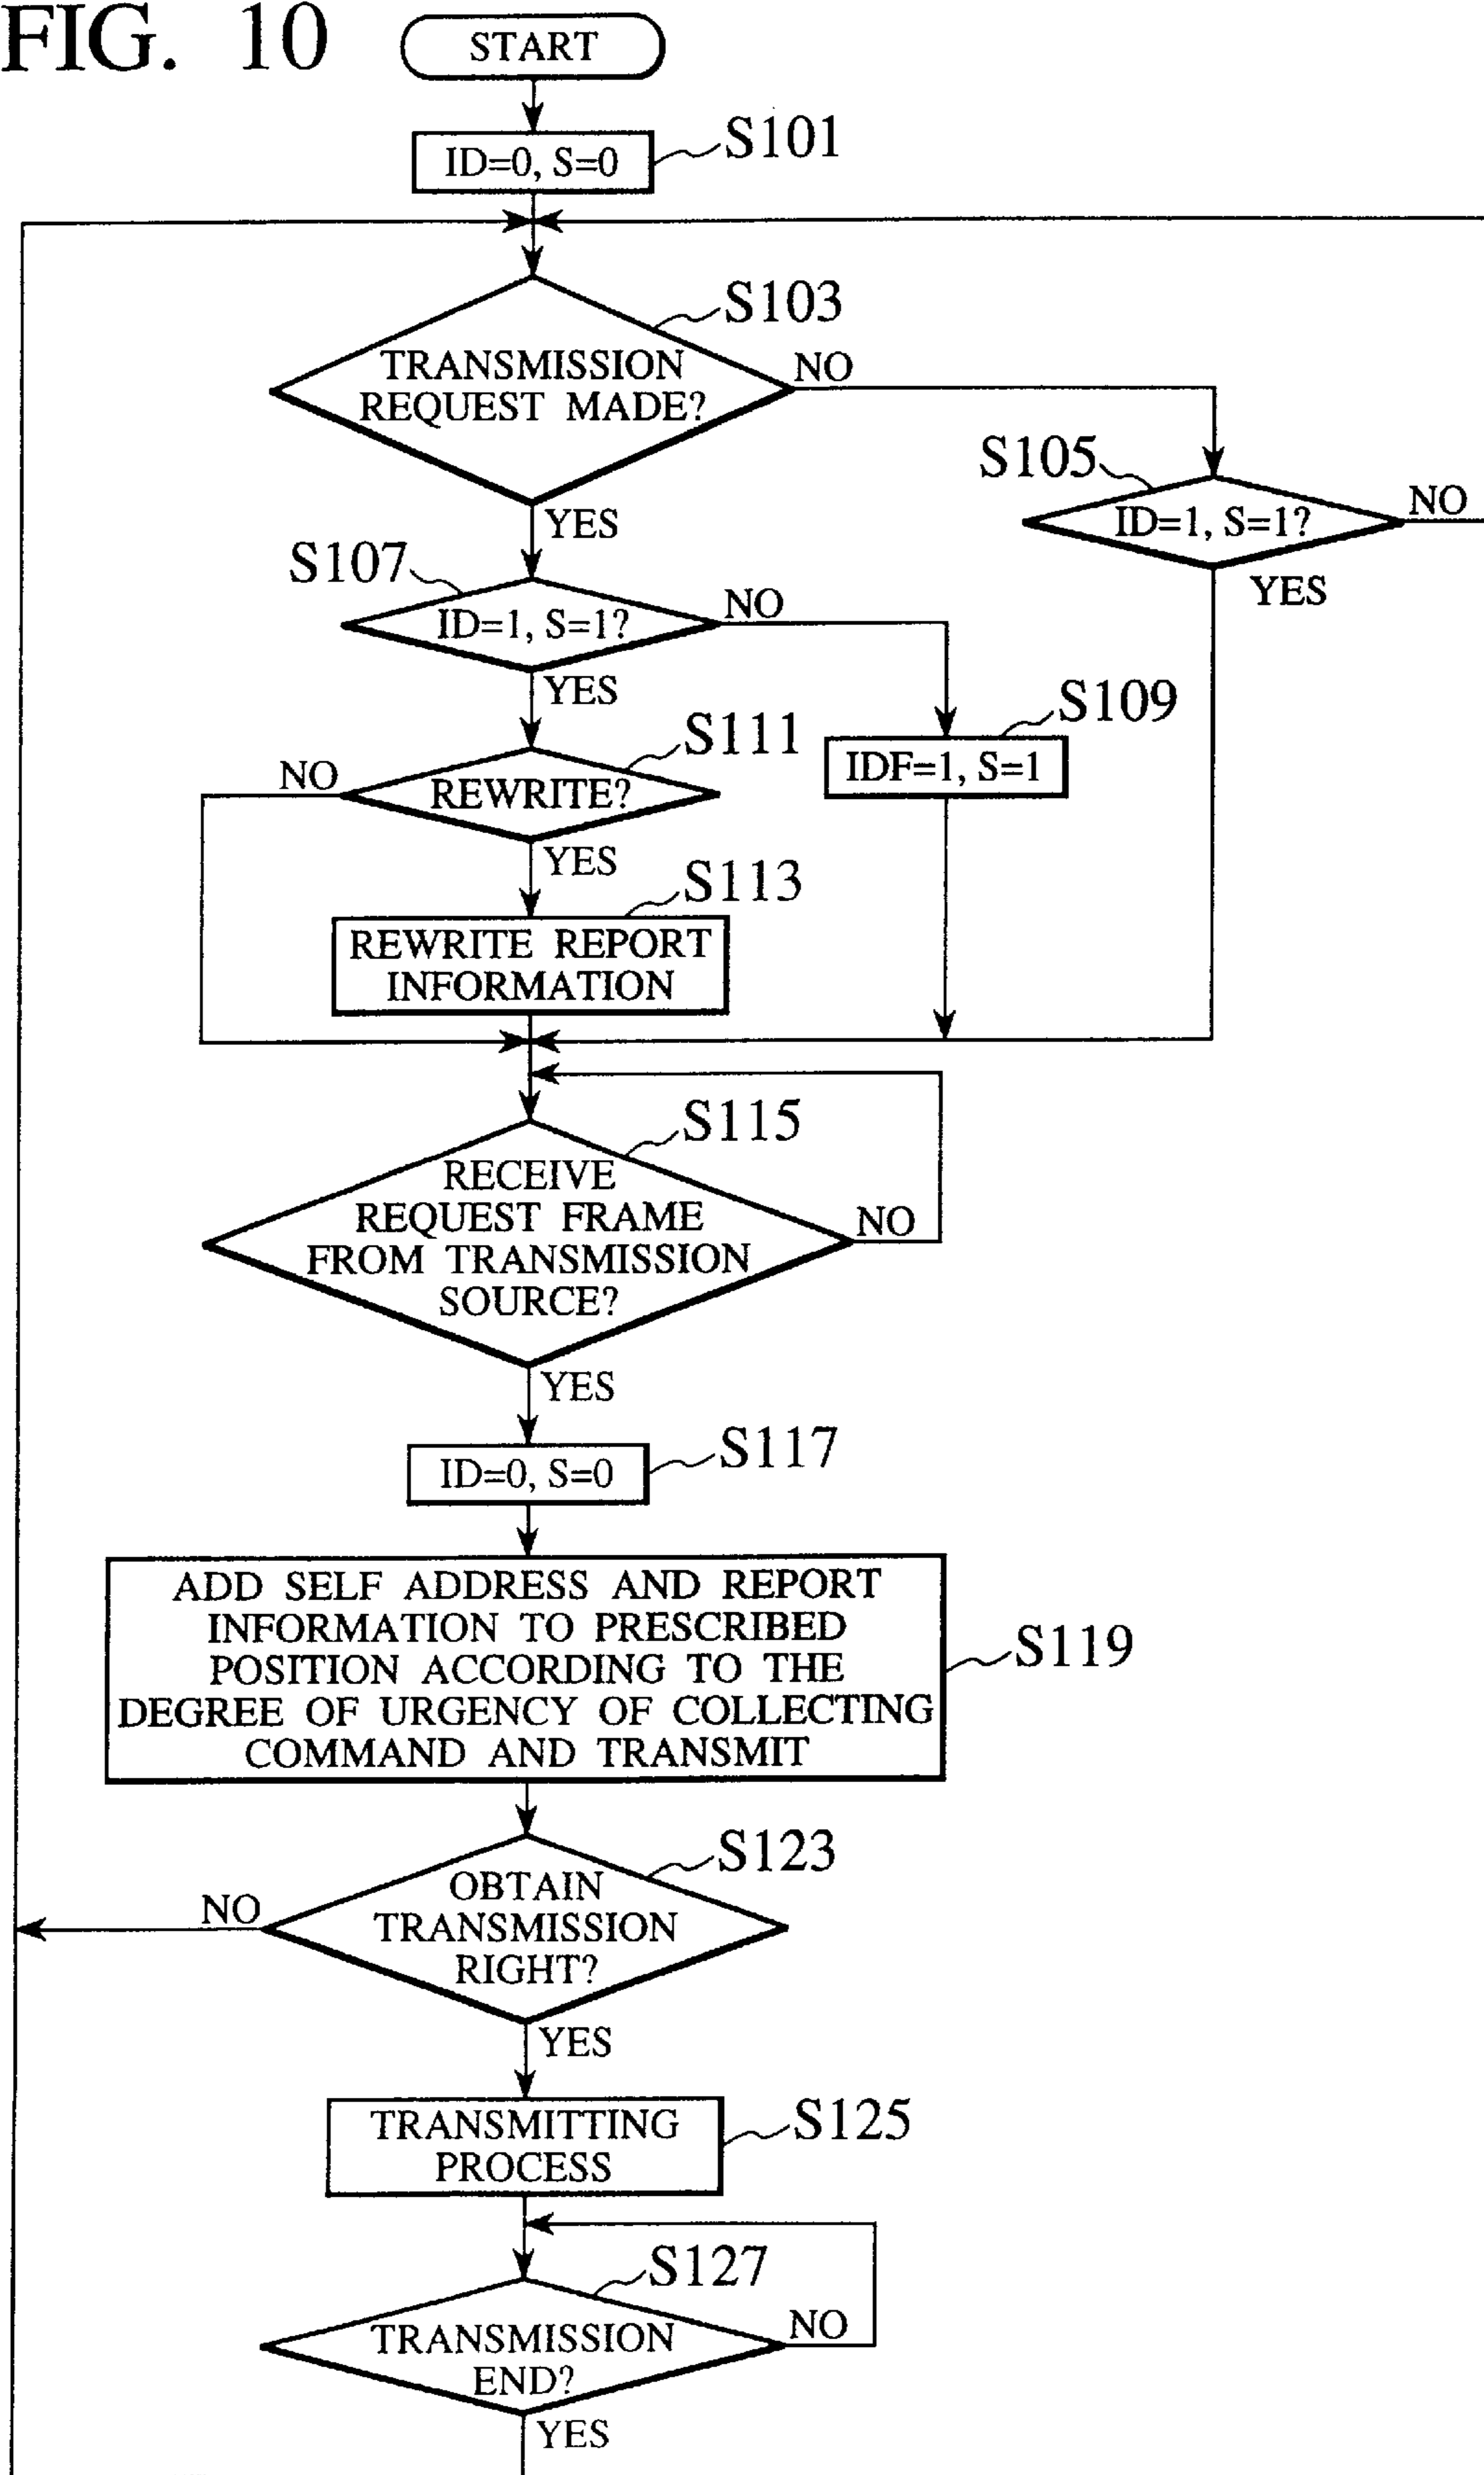 FIG. 10
START
ID=0, S=0
S101
S103
TRANSMISSION
REQUEST MADE?
NO
YES
S105
ID=1, S=1?
NO
YES
S107
ID=1, S=1?
NO
YES
S109
IDF=1, S=1
S111
REWRITE?
NO
YES
S113
REWRITE REPORT
INFORMATION
S115
RECEIVE
REQUEST FRAME
FROM TRANSMISSION
SOURCE?
NO
YES
S117
ID=0, S=0
ADD SELF ADDRESS AND REPORT
INFORMATION TO PRESCRIBED
POSITION ACCORDING TO THE
DEGREE OF URGENCY OF COLLECTING
COMMAND AND TRANSMIT
S119
S123
OBTAIN
TRANSMISSION
RIGHT?
NO
YES
TRANSMITTING
PROCESS
S125
S127
TRANSMISSION
END?
NO
YES